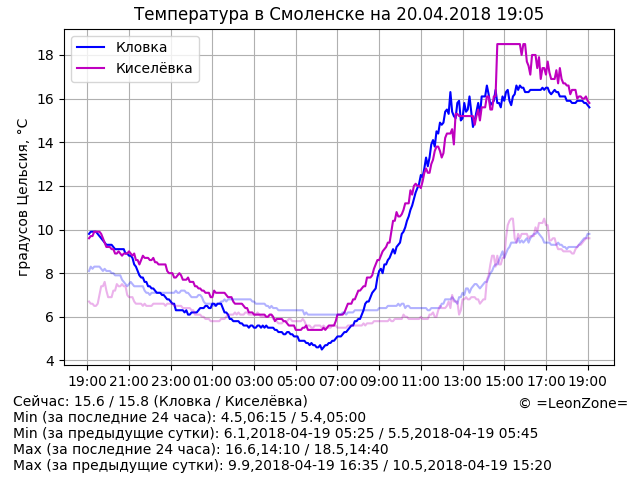 Температура в Смоленске на 20.04.2018 19:05
Кловка
Киселёвка
градусов Цельсия, °C
18
16
14
12
10
8
6
4
19:00 21:00 23:00 01:00 03:00 05:00 07:00 09:00 11:00 13:00 15:00 17:00 19:00
Сейчас: 15.6 / 15.8 (Кловка / Киселёвка)
© =LeonZone=
Min (за последние 24 часа): 4.5,06:15 / 5.4,05:00
Min (за предыдущие сутки): 6.1,2018-04-19 05:25 / 5.5,2018-04-19 05:45
Max (за последние 24 часа): 16.6,14:10 / 18.5,14:40
Max (за предыдущие сутки): 9.9,2018-04-19 16:35 / 10.5,2018-04-19 15:20